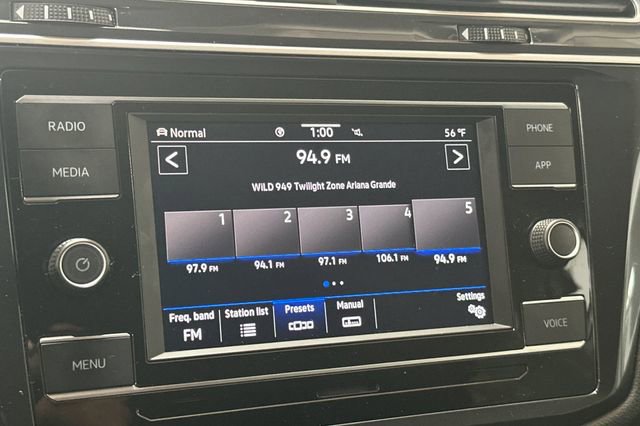 RADIO
MEDIA
MENU
Normal
1:00
56 °F
94.9 FM
WiLD 949 Twilight Zone Ariana Grande
1
2
3
4
5
97.9 FM
94.1 FM
97.1 FM
106.1 FM
94.9 FM
Freq. band
FM
Station list
Presets
Manual
Settings
PHONE
APP
VOICE